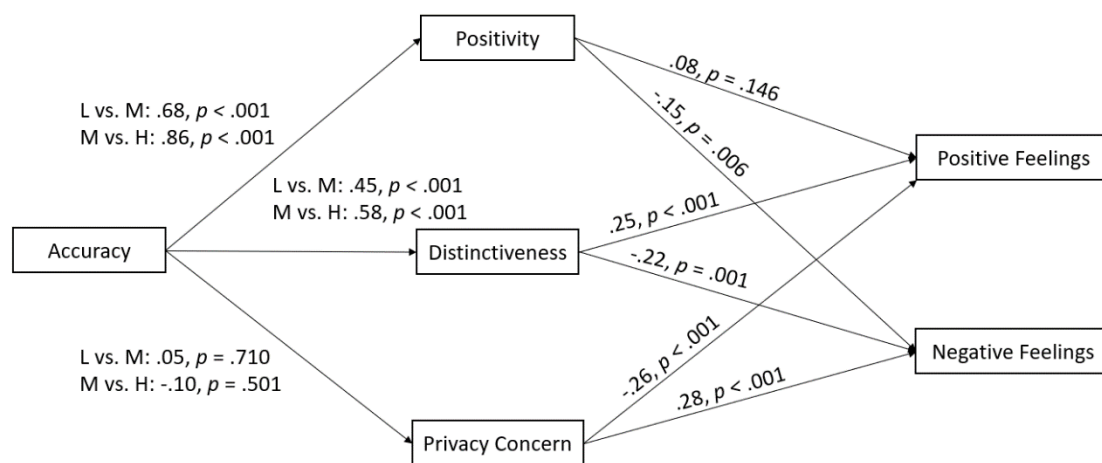 Positivity
.08, p = .146
-.15, p = .006
L vs. M: .68, p < .001
M vs. H: .86, p < .001
Positive Feelings
L vs. M: .45, p < .001
M vs. H: .58, p < .001
.25, p < .001
Accuracy
Distinctiveness
-.22, p = .001
Negative Feelings
L vs. M: .05, p = .710
M vs. H: -.10, p = .501
-.26, p < .001
.28, p < .001
Privacy Concern